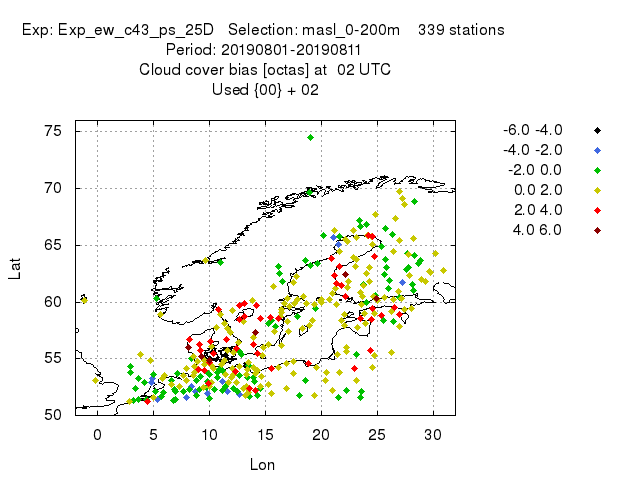 Exp: Exp_ew_c43_ps_25D Selection: masl_0-200m 339 stations
Period: 20190801-20190811
Cloud cover bias [octas] at 02 UTC
Used {00} + 02
-6.0 -4.0
-4.0 -2.0
-2.0 0.0
0.0 2.0
2.0 4.0
4.0 6.0
75
70
65
60
55
50
Lat
0 5 10 15 20 25 30
Lon